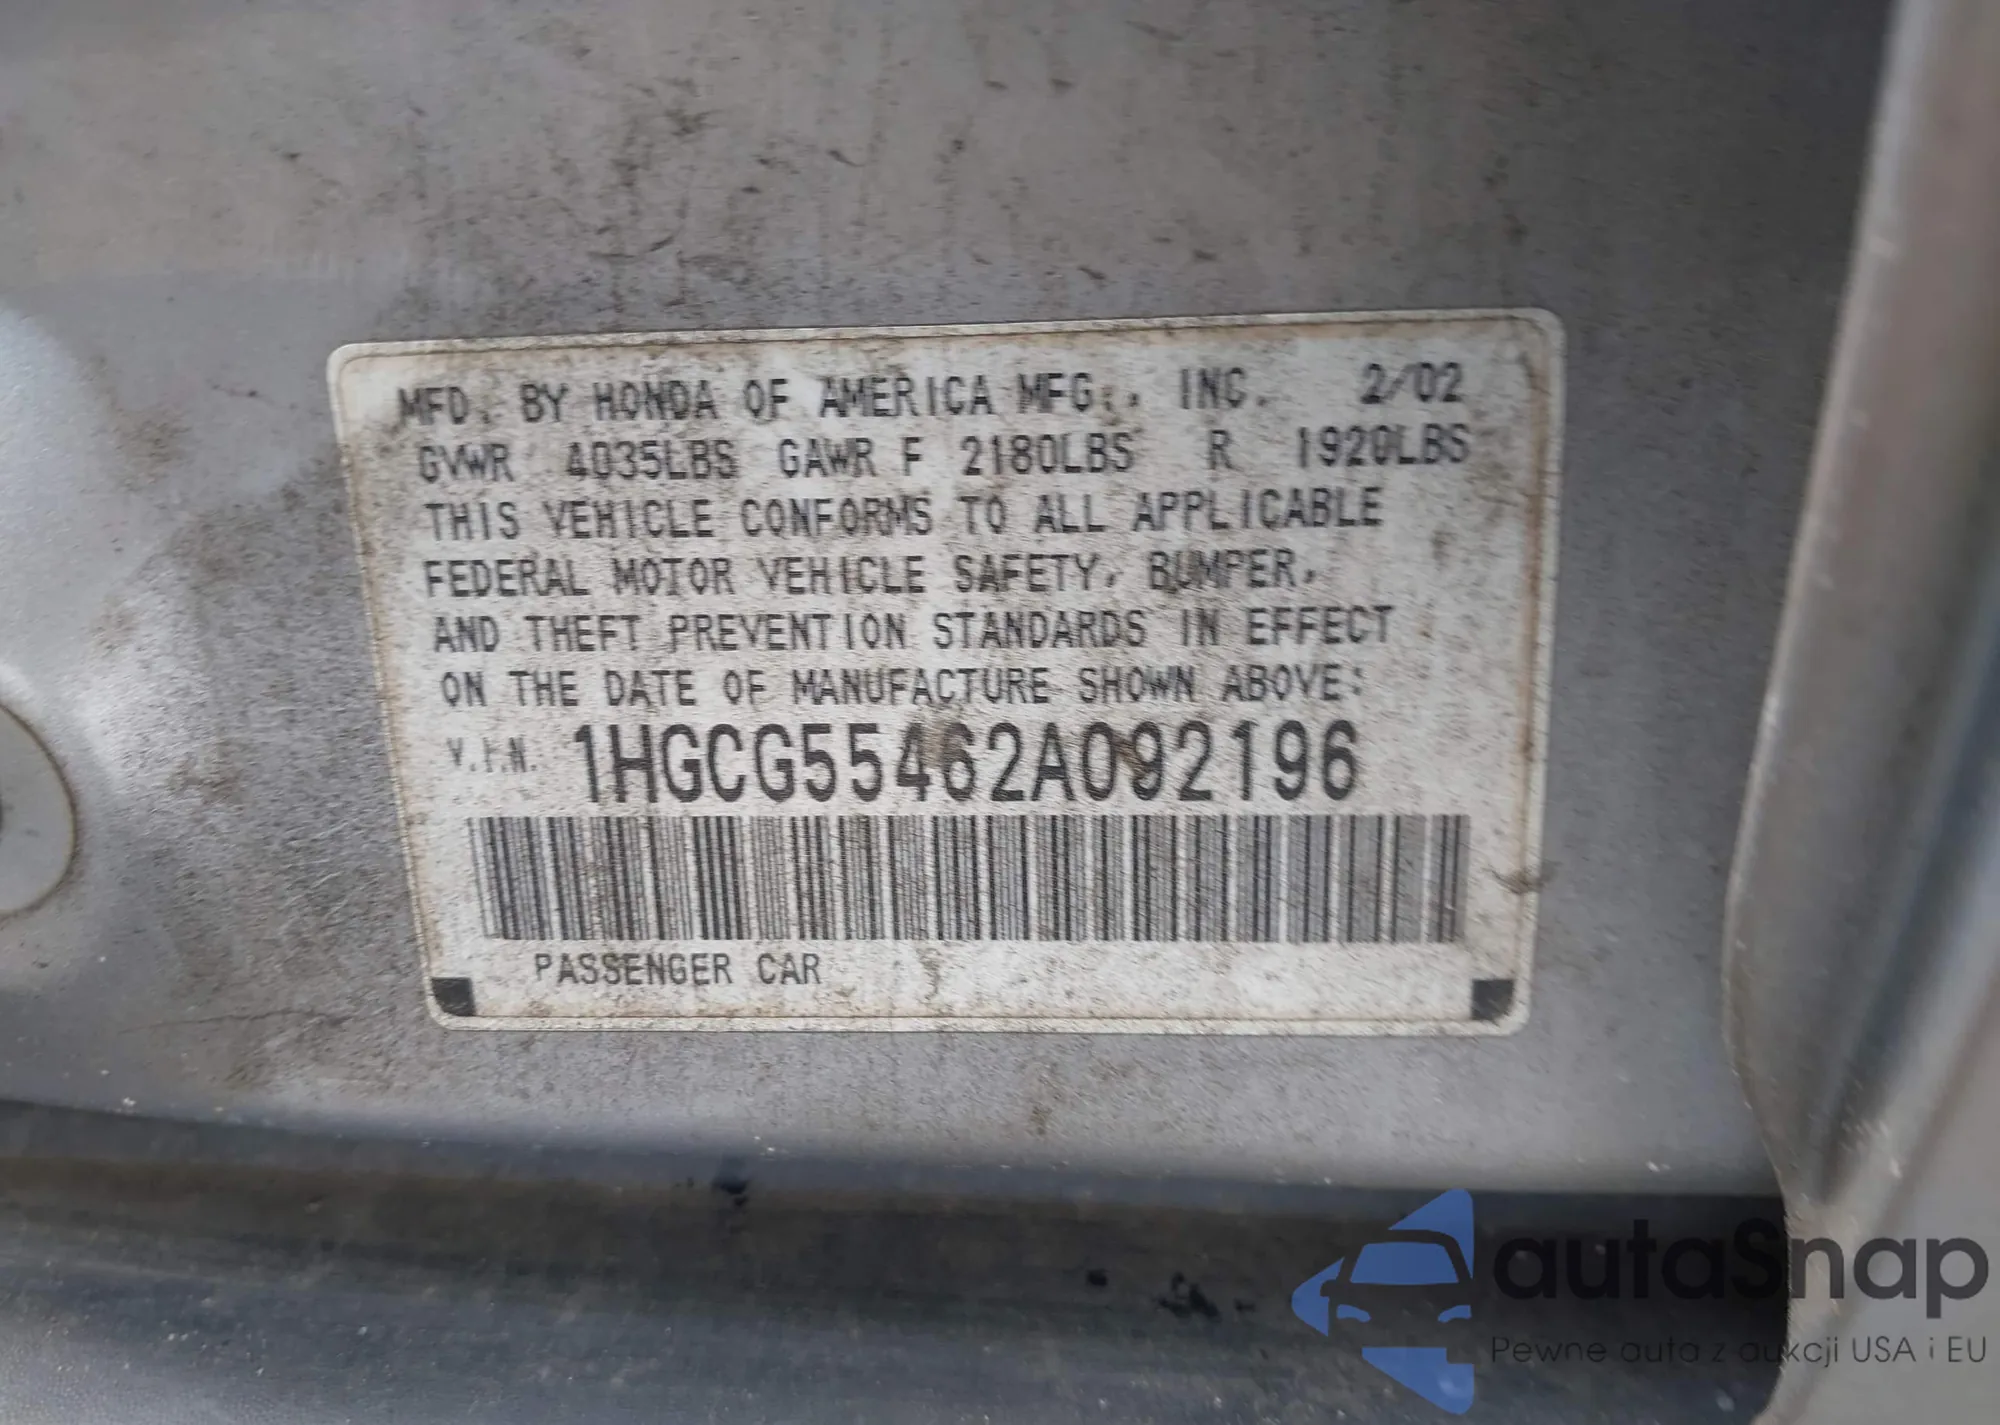 MFD. BY HONDA OF AMERICA MFG., INC. 2/02
GVWR 4035LBS GAWR F 2180LBS R 1920LBS
THIS VEHICLE CONFORMS TO ALL APPLICABLE
FEDERAL MOTOR VEHICLE SAFETY, BUMPER,
AND THEFT PREVENTION STANDARDS IN EFFECT
ON THE DATE OF MANUFACTURE SHOWN ABOVE:
V.I.N. 1HGCG55462A092196
PASSENGER CAR
autaSnap
Pewne auta z aukcji USA i EU